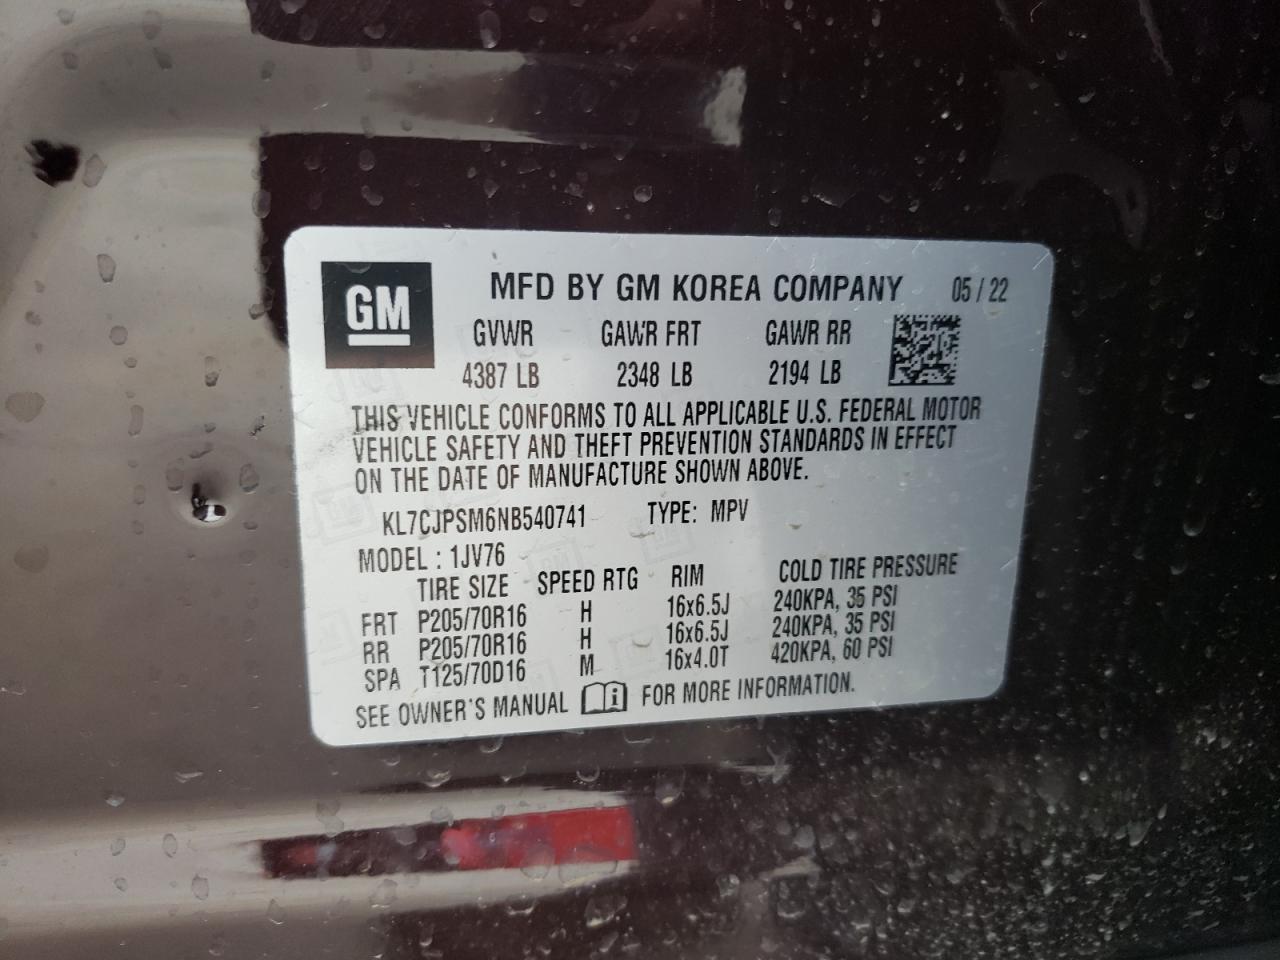 GM
MFD BY GM KOREA COMPANY 05 / 22
GVWR GAWR FRT GAWR RR
4387 LB 2348 LB 2194 LB
THIS VEHICLE CONFORMS TO ALL APPLICABLE U.S. FEDERAL MOTOR
VEHICLE SAFETY AND THEFT PREVENTION STANDARDS IN EFFECT
ON THE DATE OF MANUFACTURE SHOWN ABOVE.
KL7CJPSM6NB540741 TYPE: MPV
MODEL : 1JV76
TIRE SIZE SPEED RTG RIM COLD TIRE PRESSURE
FRT P205/70R16 H 16x6.5J 240KPA, 35 PSI
RR P205/70R16 H 16x6.5J 240KPA, 35 PSI
SPA T125/70D16 M 16x4.0T 420KPA, 60 PSI
SEE OWNER'S MANUAL i FOR MORE INFORMATION.